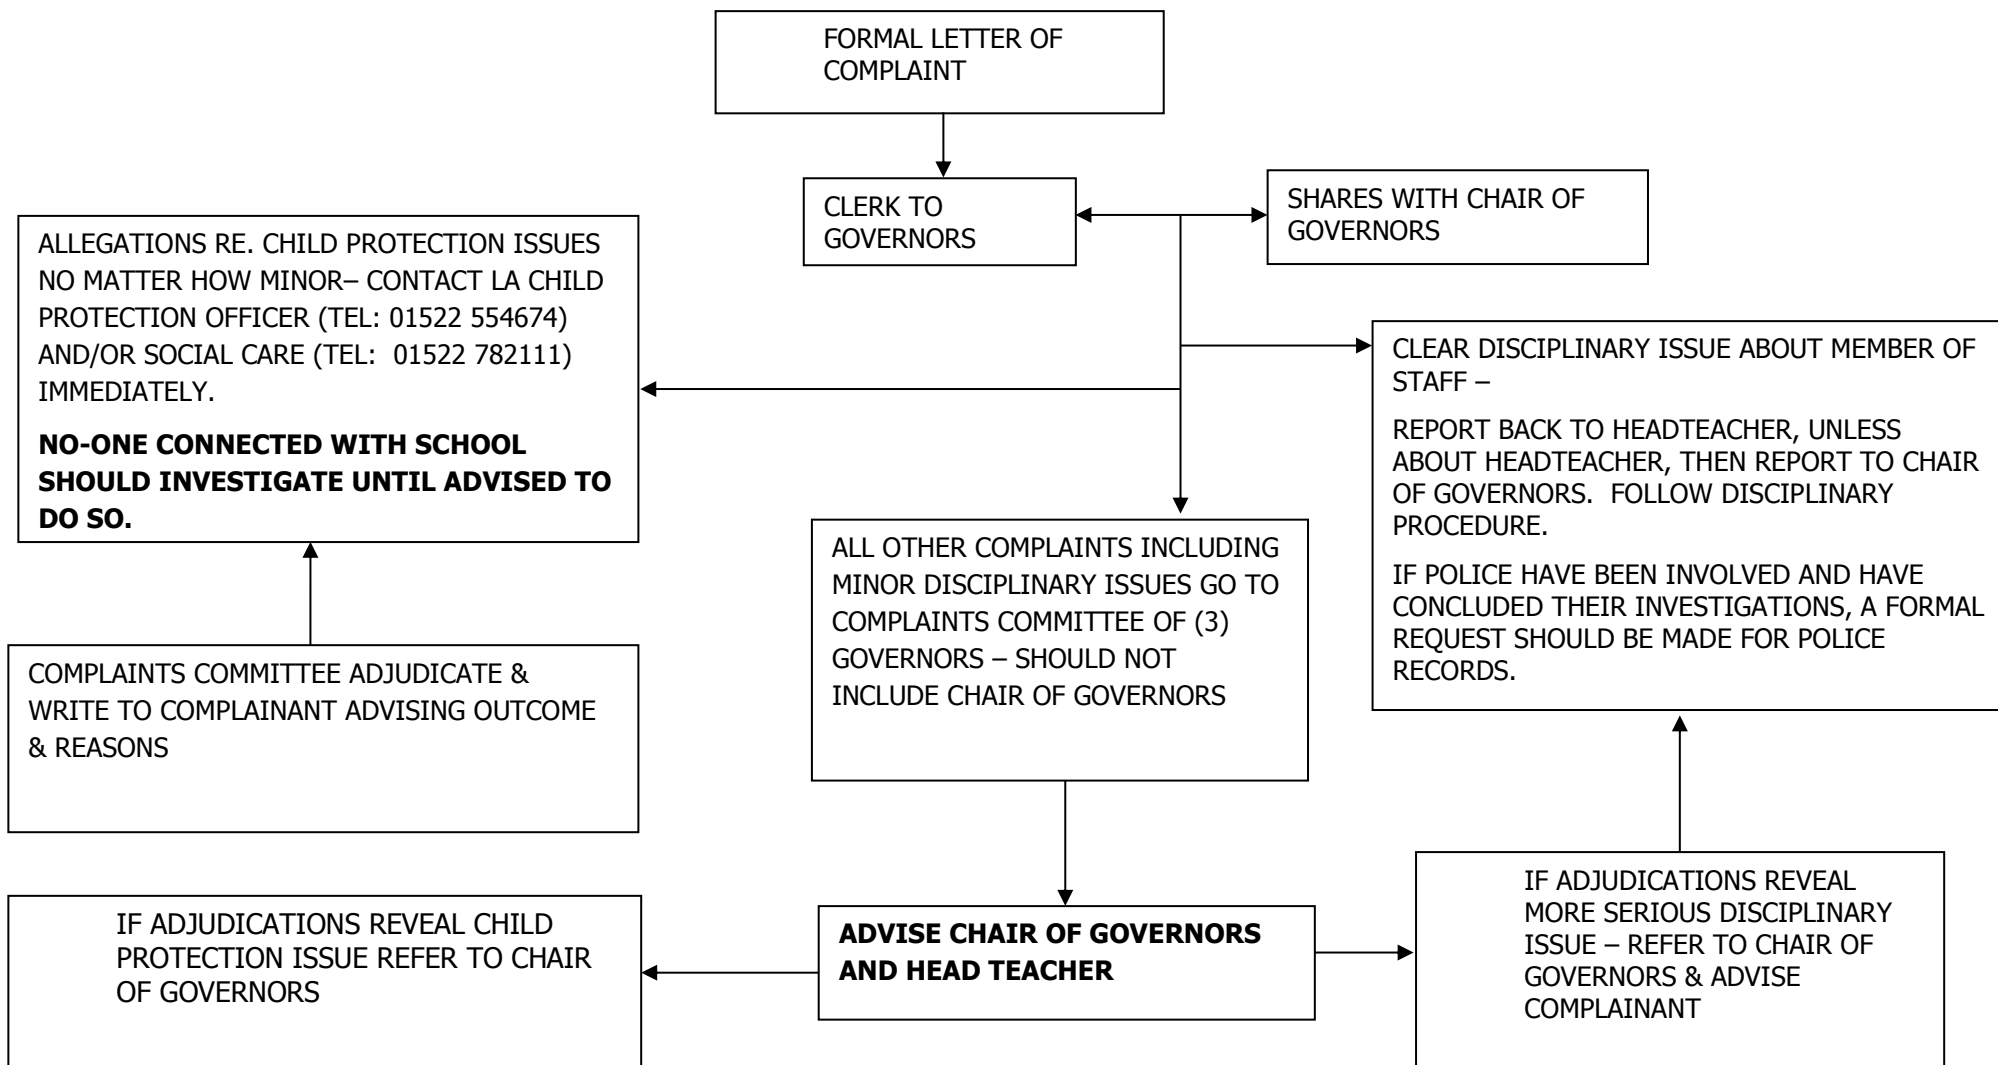 FORMAL LETTER OF
COMPLAINT
CLERK TO
GOVERNORS
SHARES WITH CHAIR OF
GOVERNORS
ALLEGATIONS RE. CHILD PROTECTION ISSUES
NO MATTER HOW MINOR– CONTACT LA CHILD
PROTECTION OFFICER (TEL: 01522 554674)
AND/OR SOCIAL CARE (TEL:  01522 782111)
IMMEDIATELY.
NO-ONE CONNECTED WITH SCHOOL
SHOULD INVESTIGATE UNTIL ADVISED TO
DO SO.
CLEAR DISCIPLINARY ISSUE ABOUT MEMBER OF
STAFF –
REPORT BACK TO HEADTEACHER, UNLESS
ABOUT HEADTEACHER, THEN REPORT TO CHAIR
OF GOVERNORS.  FOLLOW DISCIPLINARY
PROCEDURE.
IF POLICE HAVE BEEN INVOLVED AND HAVE
CONCLUDED THEIR INVESTIGATIONS, A FORMAL
REQUEST SHOULD BE MADE FOR POLICE
RECORDS.
ALL OTHER COMPLAINTS INCLUDING
MINOR DISCIPLINARY ISSUES GO TO
COMPLAINTS COMMITTEE OF (3)
GOVERNORS – SHOULD NOT
INCLUDE CHAIR OF GOVERNORS
COMPLAINTS COMMITTEE ADJUDICATE &
WRITE TO COMPLAINANT ADVISING OUTCOME
& REASONS
IF ADJUDICATIONS REVEAL CHILD
PROTECTION ISSUE REFER TO CHAIR
OF GOVERNORS
ADVISE CHAIR OF GOVERNORS
AND HEAD TEACHER
IF ADJUDICATIONS REVEAL
MORE SERIOUS DISCIPLINARY
ISSUE – REFER TO CHAIR OF
GOVERNORS & ADVISE
COMPLAINANT